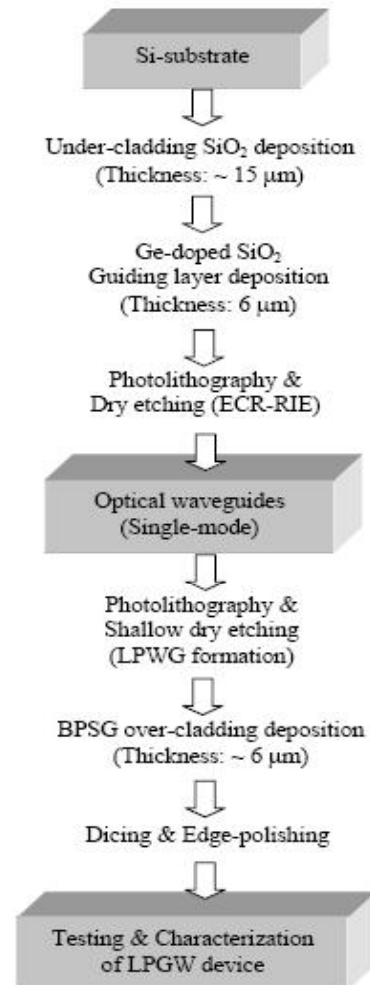 Si-substrate
Under-cladding SiO₂ deposition
(Thickness: ~ 15 μm)
Ge-doped SiO₂
Guiding layer deposition
(Thickness: 6 μm)
Photolithography &
Dry etching (ECR-RIE)
Optical waveguides
(Single-mode)
Photolithography &
Shallow dry etching
(LPWG formation)
BPSG over-cladding deposition
(Thickness: ~ 6 μm)
Dicing & Edge-polishing
Testing & Characterization
of LPGW device